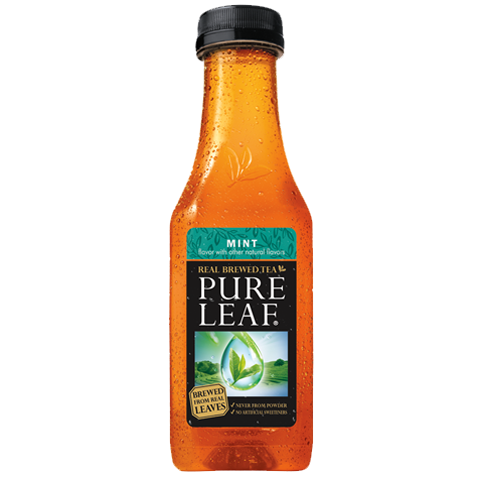 MINT
flavor with other natural flavors
REAL BREWED TEA
PURE
LEAF®
BREWED
FROM REAL
LEAVES
✓ NEVER FROM POWDER
✓ NO ARTIFICIAL SWEETENERS